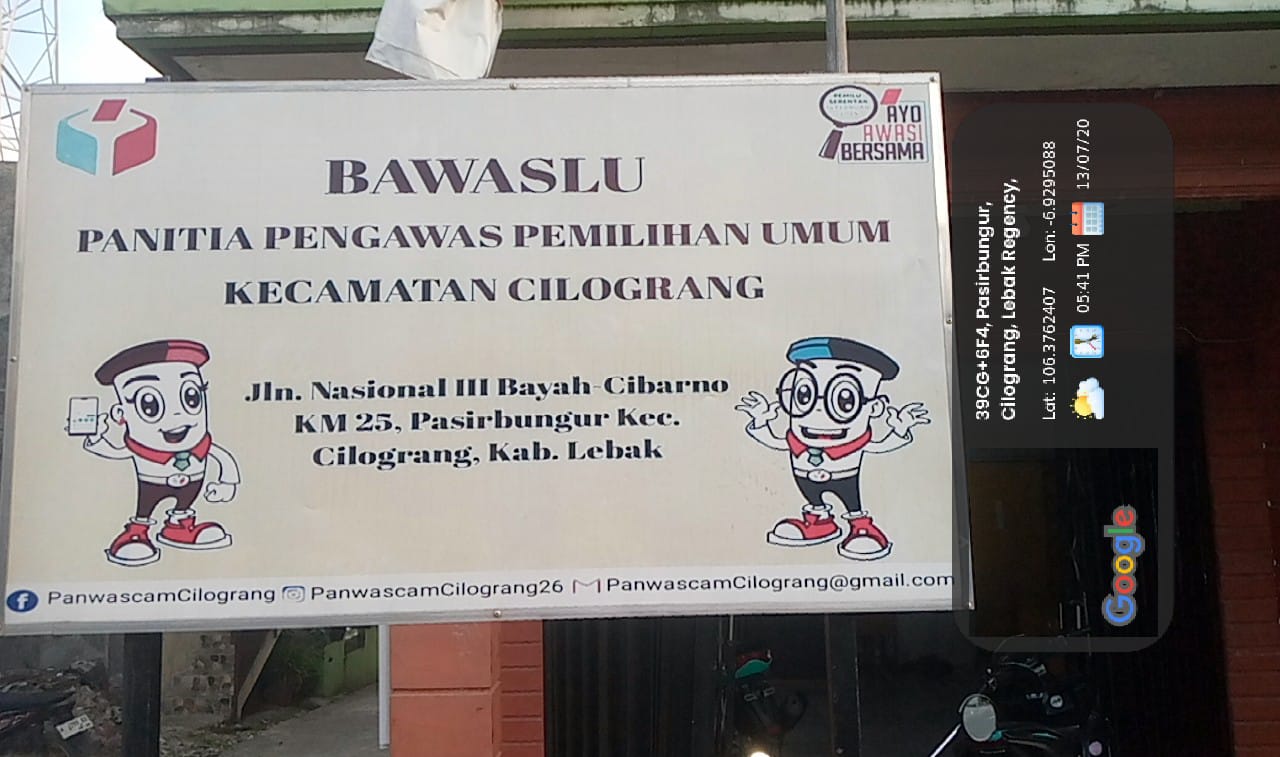 BAWASLU
PANITIA PENGAWAS PEMILIHAN UMUM
KECAMATAN CILOGRANG
Jln. Nasional III Bayah-Cibarno
KM 25, Pasirbungur Kec.
Cilograng, Kab. Lebak
PanwascamCilograng PanwascamCilograng26 PanwascamCilograng@gmail.com
PEMILU
SERENTAK
AYO
AWASI
BERSAMA
39CG+6F4, Pasirbungur,
Cilograng, Lebak Regency,
Lat: 106.3762407 Lon: -6.9295088
05:41 PM 13/07/20
Google